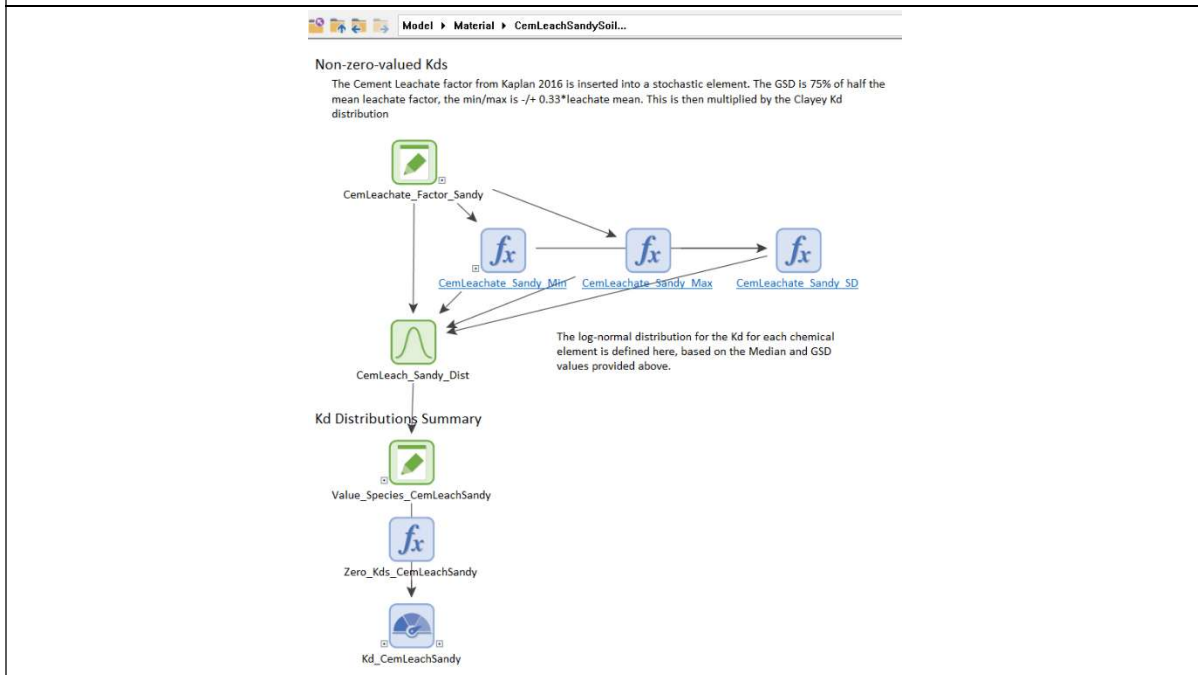 Model ▸ Material ▸ CemLeachSandySoil...
Non-zero-valued Kds
The Cement Leachate factor from Kaplan 2016 is inserted into a stochastic element. The GSD is 75% of half the
mean leachate factor, the min/max is -/+ 0.33*leachate mean. This is then multiplied by the Clayey Kd
distribution
CemLeachate_Factor_Sandy
fx
fx
fx
CemLeachate_Sandy_Min
CemLeachate_Sandy_Max
CemLeachate_Sandy_SD
The log-normal distribution for the Kd for each chemical
element is defined here, based on the Median and GSD
values provided above.
CemLeach_Sandy_Dist
Kd Distributions Summary
Value_Species_CemLeachSandy
fx
Zero_Kds_CemLeachSandy
Kd_CemLeachSandy